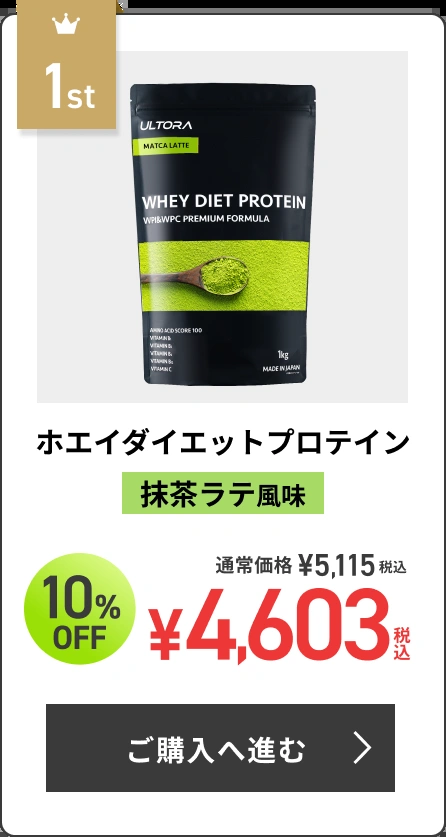 1st
ULTORA
MATCA LATTE
WHEY DIET PROTEIN
WPI&WPC PREMIUM FORMULA
AMINO ACID SCORE 100
VITAMIN C
1kg
MADE IN JAPAN
ホエイダイエットプロテイン
抹茶ラテ風味
10%
OFF
通常価格 ¥5,115 税込
¥4,603 税込
ご購入へ進む